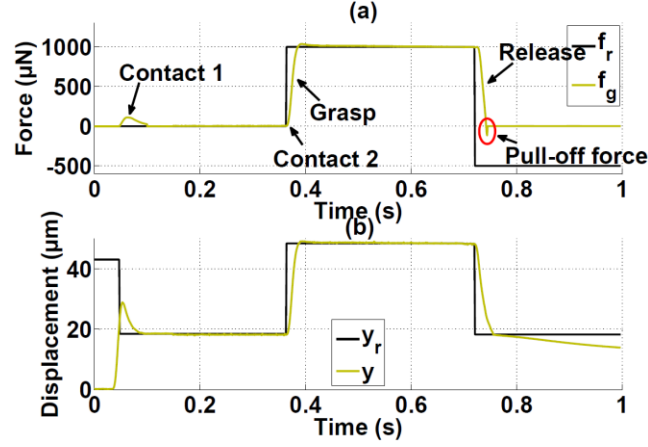 (a)
Force (μN)
1000
500
0
-500
Contact 1
Grasp
Contact 2
Release
Pull-off force
f_r
f_g
0 0.2 0.4 0.6 0.8 1
Time (s)
(b)
Displacement (μm)
40
20
0
y_r
y
0 0.2 0.4 0.6 0.8 1
Time (s)